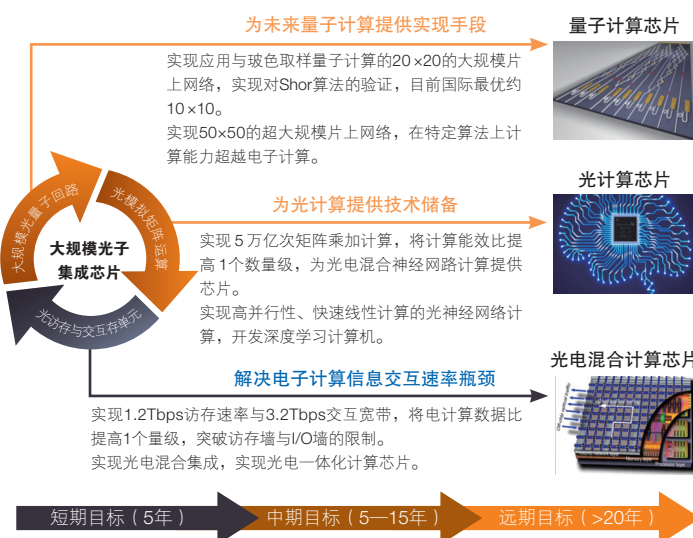 为未来量子计算提供实现手段
量子计算芯片
实现应用与玻色取样量子计算的20×20的大规模片
上网络，实现对Shor算法的验证，目前国际最优约
10×10。
实现50×50的超大规模片上网络，在特定算法上计
算能力超越电子计算。
大规模光量子回路
光模拟矩阵运算
光访存与交互存单元
大规模光子
集成芯片
为光计算提供技术储备
光计算芯片
实现5万亿次矩阵乘加计算，将计算能效比提
高1个数量级，为光电混合神经网路计算提供
芯片。
实现高并行性、快速线性计算的光神经网络计
算，开发深度学习计算机。
解决电子计算信息交互速率瓶颈
光电混合计算芯片
实现1.2Tbps访存速率与3.2Tbps交互宽带，将电计算数据比
提高1个量级，突破访存墙与I/O墙的限制。
实现光电混合集成，实现光电一体化计算芯片。
短期目标（5年）
中期目标（5—15年）
远期目标（>20年）